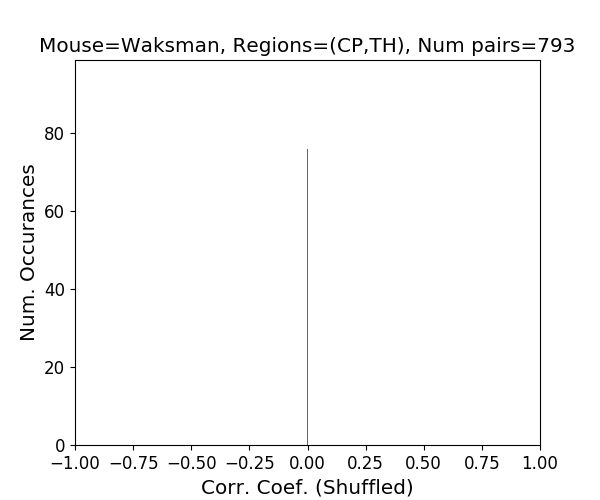 Mouse=Waksman, Regions=(CP,TH), Num pairs=793
Num. Occurances
80
60
40
20
0
−1.00 −0.75 −0.50 −0.25 0.00 0.25 0.50 0.75 1.00
Corr. Coef. (Shuffled)